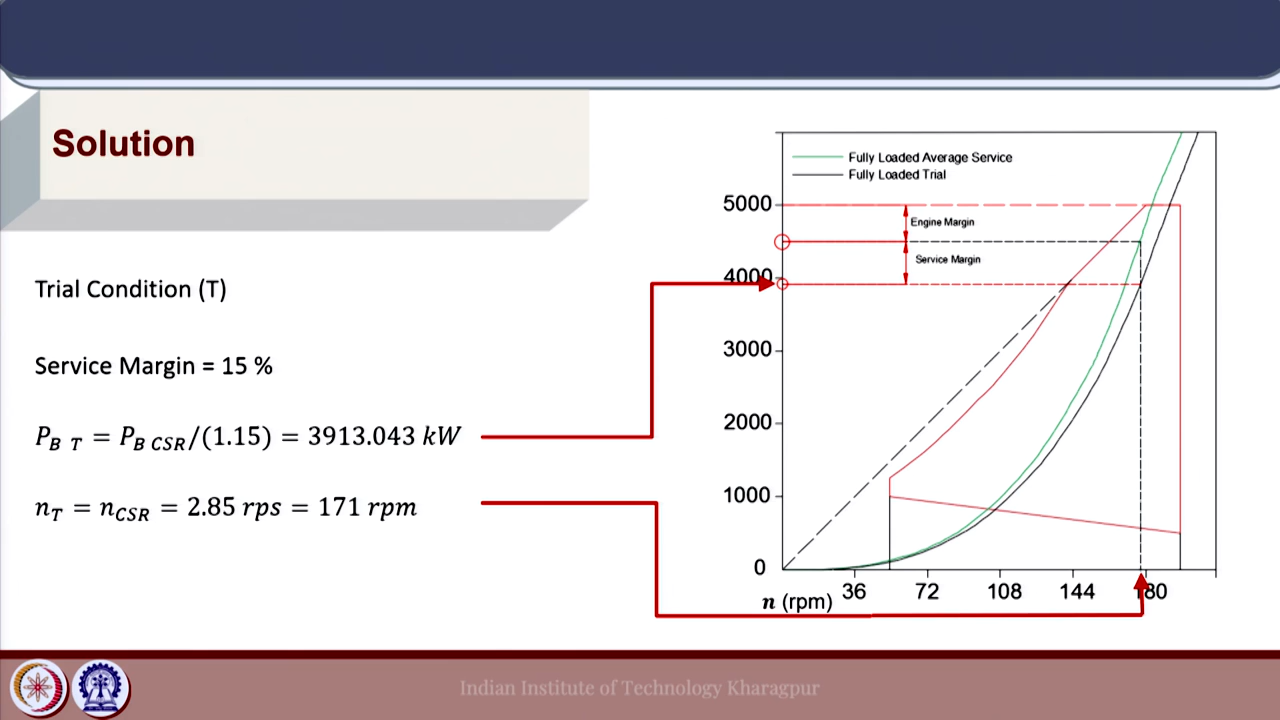 Solution
Trial Condition (T)
Service Margin = 15 %
P_B T = P_B CSR/(1.15) = 3913.043 kW
n_T = n_CSR = 2.85 rps = 171 rpm
Fully Loaded Average Service
Fully Loaded Trial
5000
Engine Margin
Service Margin
4000
3000
2000
1000
0
36 72 108 144 180
n (rpm)
Indian Institute of Technology Kharagpur